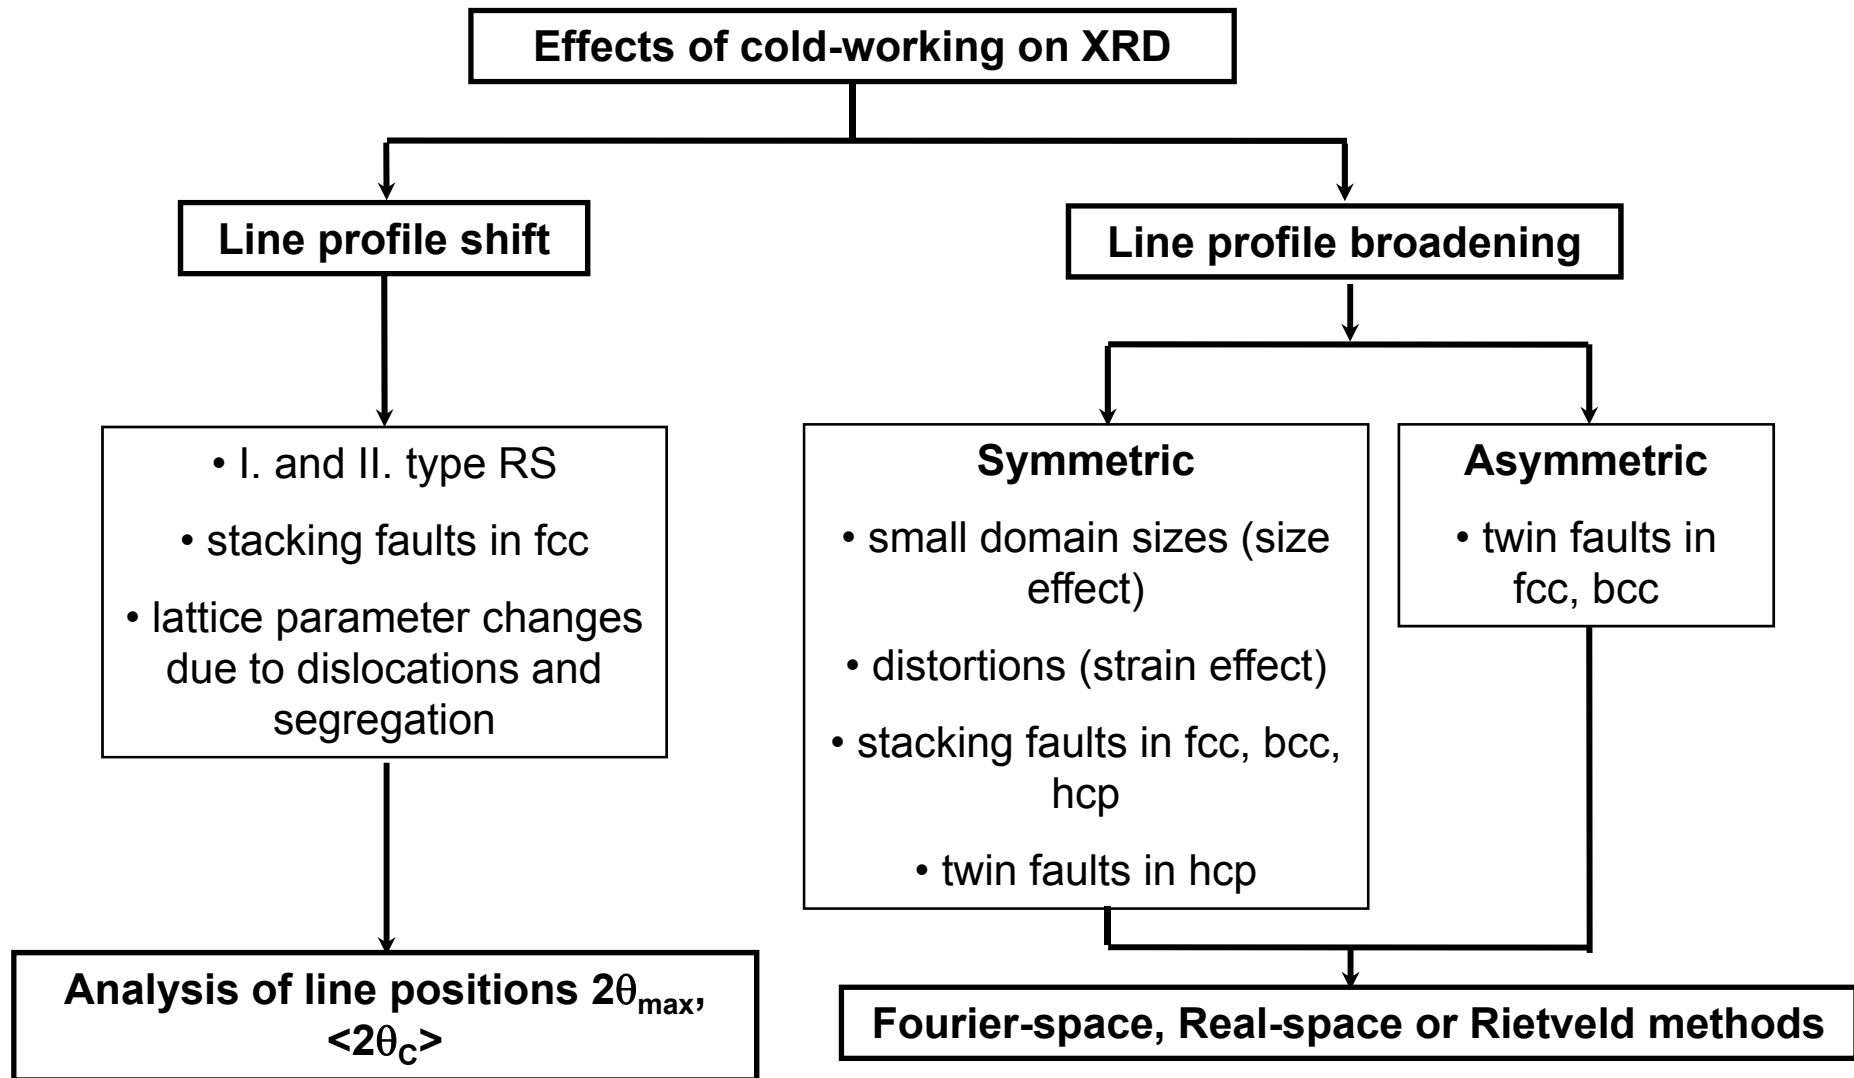 Effects of cold-working on XRD
Line profile shift
Line profile broadening
• I. and II. type RS
• stacking faults in fcc
• lattice parameter changes
due to dislocations and
segregation
Symmetric
• small domain sizes (size
effect)
• distortions (strain effect)
• stacking faults in fcc, bcc,
hcp
• twin faults in hcp
Asymmetric
• twin faults in
fcc, bcc
Analysis of line positions 2θmax,
<2θC>
Fourier-space, Real-space or Rietveld methods